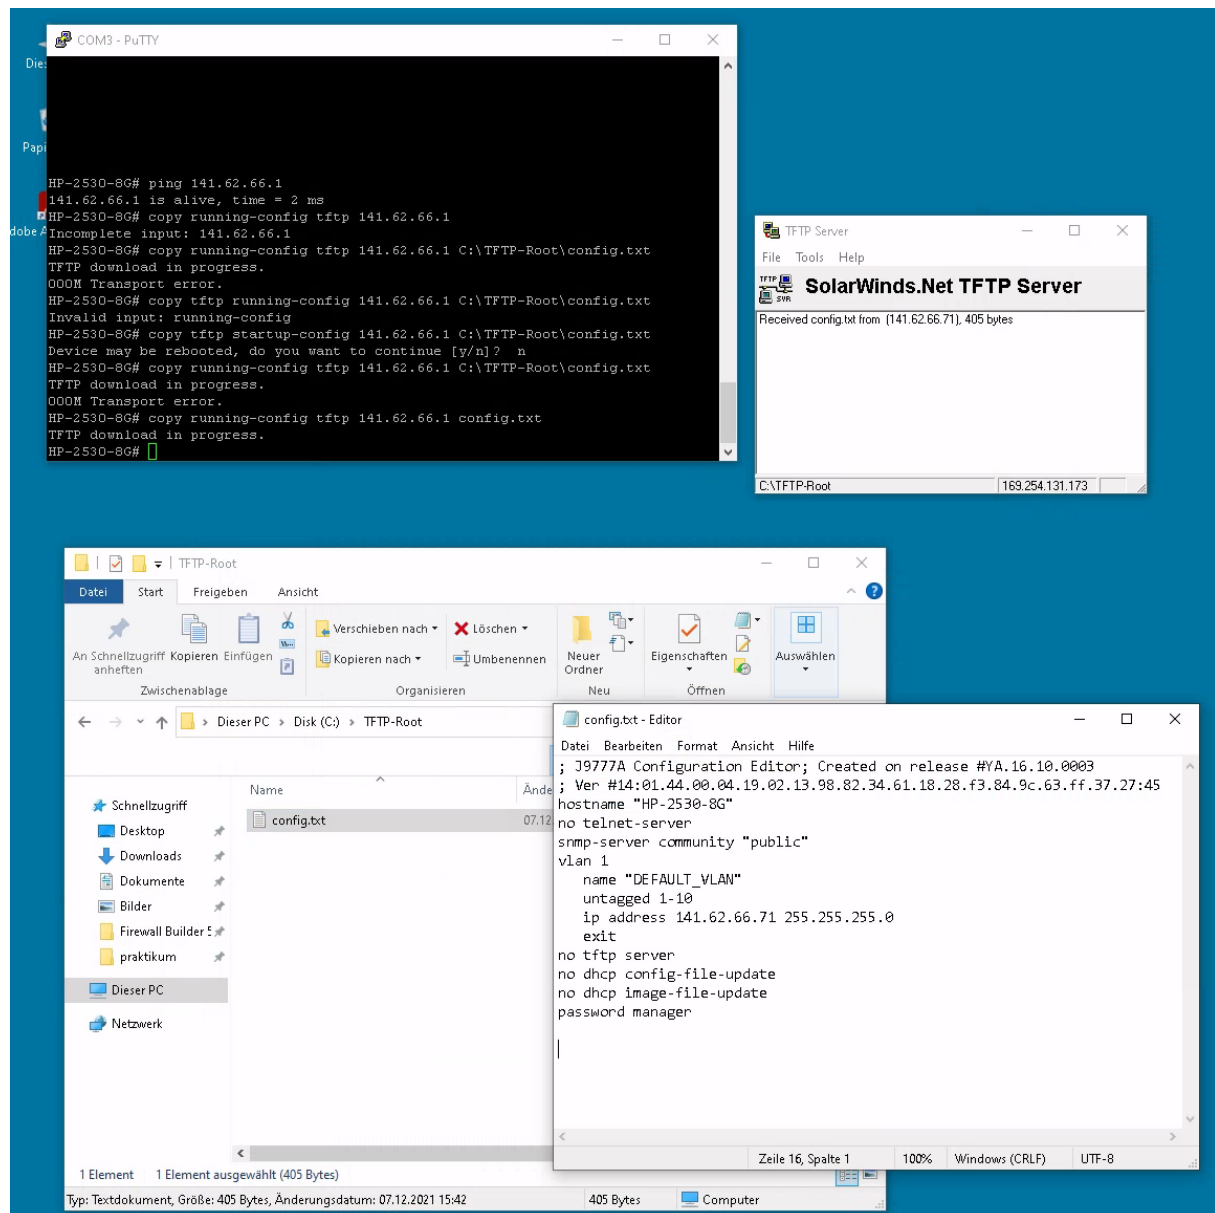 COM3 - PuTTY
Die
Papi
dobe A
HP-2530-8G# ping 141.62.66.1
141.62.66.1 is alive, time = 2 ms
HP-2530-8G# copy running-config tftp 141.62.66.1
Incomplete input: 141.62.66.1
HP-2530-8G# copy running-config tftp 141.62.66.1 C:\TFTP-Root\config.txt
TFTP download in progress.
000M Transport error.
HP-2530-8G# copy tftp running-config 141.62.66.1 C:\TFTP-Root\config.txt
Invalid input: running-config
HP-2530-8G# copy tftp startup-config 141.62.66.1 C:\TFTP-Root\config.txt
Device may be rebooted, do you want to continue [y/n]? n
HP-2530-8G# copy running-config tftp 141.62.66.1 C:\TFTP-Root\config.txt
TFTP download in progress.
000M Transport error.
HP-2530-8G# copy running-config tftp 141.62.66.1 config.txt
TFTP download in progress.
HP-2530-8G#
TFTP Server
File Tools Help
TFTP SVR
SolarWinds.Net TFTP Server
Received config.txt from (141.62.66.71), 405 bytes
C:\TFTP-Root 169.254.131.173
TFTP-Root
Datei Start Freigeben Ansicht
An Schnellzugriff anheften Kopieren Einfügen
Verschieben nach Löschen
Kopieren nach Umbenennen
Neuer Ordner
Eigenschaften
Auswählen
Zwischenablage Organisieren Neu Öffnen
Dieser PC > Disk (C:) > TFTP-Root
Name Ände
config.txt 07.12
Schnellzugriff
Desktop
Downloads
Dokumente
Bilder
Firewall Builder 5
praktikum
Dieser PC
Netzwerk
1 Element 1 Element ausgewählt (405 Bytes)
Typ: Textdokument, Größe: 405 Bytes, Änderungsdatum: 07.12.2021 15:42 405 Bytes Computer
config.txt - Editor
Datei Bearbeiten Format Ansicht Hilfe
; J9777A Configuration Editor; Created on release #YA.16.10.0003
; Ver #14:01.44.00.04.19.02.13.98.82.34.61.18.28.f3.84.9c.63.ff.37.27:45
hostname "HP-2530-8G"
no telnet-server
snmp-server community "public"
vlan 1
name "DEFAULT_VLAN"
untagged 1-10
ip address 141.62.66.71 255.255.255.0
exit
no tftp server
no dhcp config-file-update
no dhcp image-file-update
password manager
Zeile 16, Spalte 1 100% Windows (CRLF) UTF-8